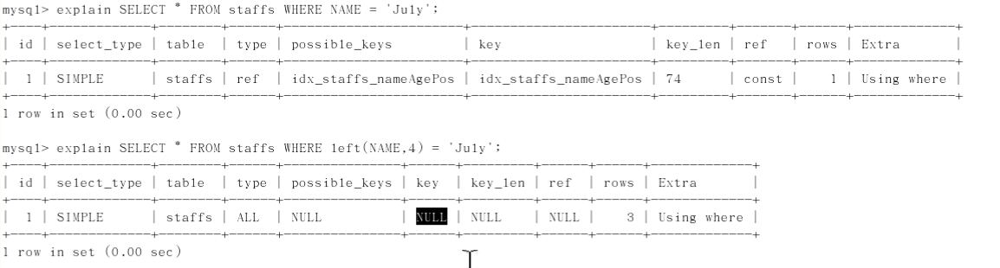 mysql> explain SELECT * FROM staffs WHERE NAME = 'July';
+----+-------------+--------+------+-----------------------+-----------------------+---------+-------+------+-------------+
| id | select_type | table | type | possible_keys | key | key_len | ref | rows | Extra |
+----+-------------+--------+------+-----------------------+-----------------------+---------+-------+------+-------------+
| 1 | SIMPLE | staffs | ref | idx_staffs_nameAgePos | idx_staffs_nameAgePos | 74 | const | 1 | Using where |
+----+-------------+--------+------+-----------------------+-----------------------+---------+-------+------+-------------+
1 row in set (0.00 sec)
mysql> explain SELECT * FROM staffs WHERE left(NAME,4) = 'July';
+----+-------------+--------+------+---------------+------+---------+------+------+-------------+
| id | select_type | table | type | possible_keys | key | key_len | ref | rows | Extra |
+----+-------------+--------+------+---------------+------+---------+------+------+-------------+
| 1 | SIMPLE | staffs | ALL | NULL | NULL | NULL | NULL | 3 | Using where |
+----+-------------+--------+------+---------------+------+---------+------+------+-------------+
1 row in set (0.00 sec)